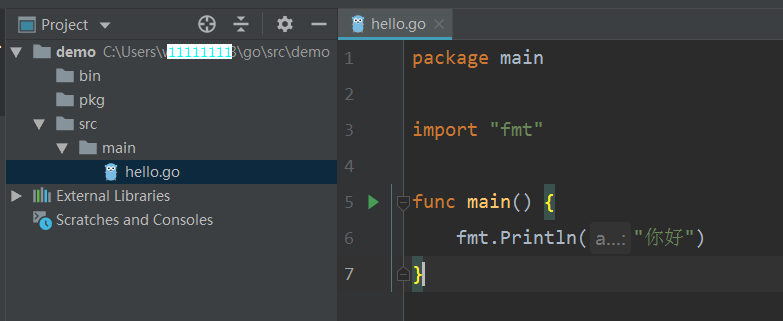 Project
demo C:\Users\w111111113\go\src\demo
bin
pkg
src
main
hello.go
External Libraries
Scratches and Consoles
hello.go
1 package main
2
3 import "fmt"
4
5 func main() {
6 fmt.Println( a...: "你好")
7 }